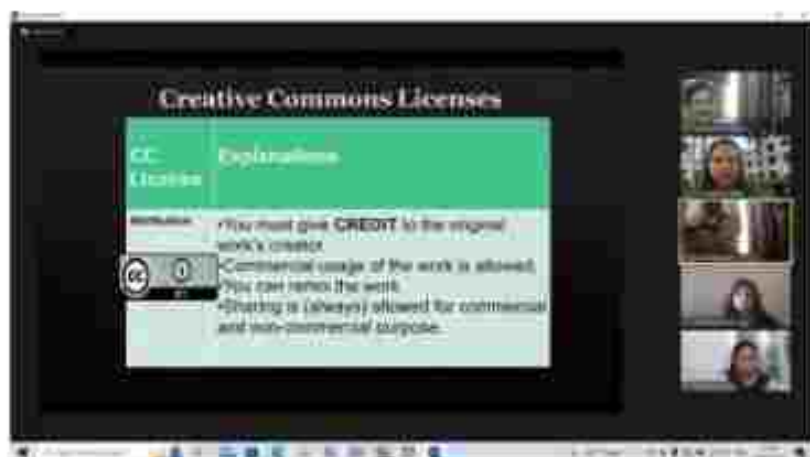 Creative Commons Licenses
CC
License
Explanations
Attribution
•You must give CREDIT to the original
work's creator
•Commercial usage of the work is allowed.
•You can remix the work.
•Sharing is (always) allowed for commercial
and non-commercial purpose.
cc
BY